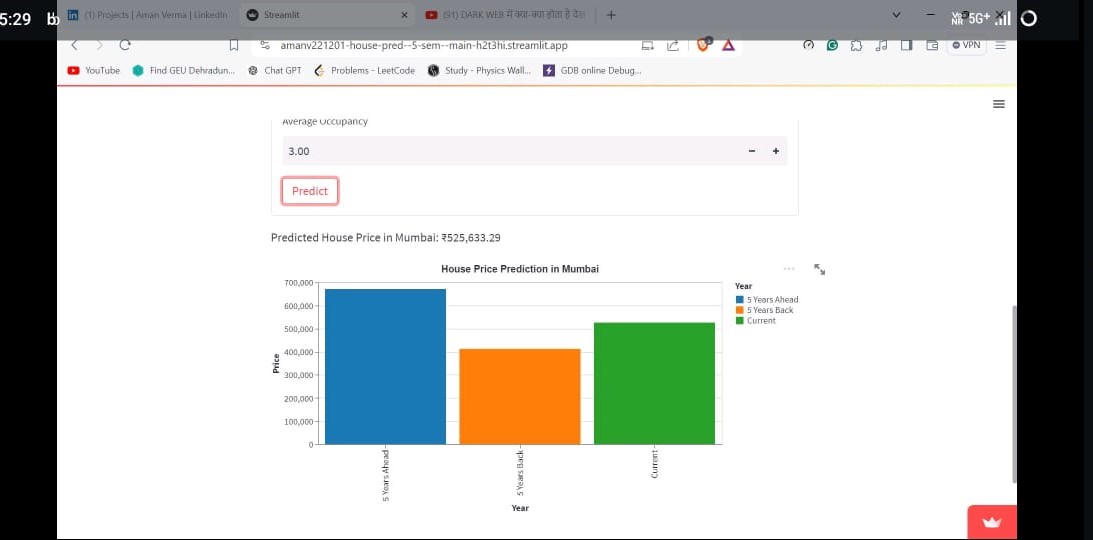 5:29
(1) Projects | Aman Verma | LinkedIn
Streamlit
(91) DARK WEB में क्या-क्या होता है देख
5G+
amanv221201-house-pred--5-sem--main-h2t3hi.streamlit.app
VPN
YouTube
Find GEU Dehradun...
Chat GPT
Problems - LeetCode
Study - Physics Wall...
GDB online Debug...
Average Occupancy
3.00
Predict
Predicted House Price in Mumbai: ₹525,633.29
House Price Prediction in Mumbai
Price
700,000
600,000
500,000
400,000
300,000
200,000
100,000
0
5 Years Ahead
5 Years Back
Current
Year
Year
5 Years Ahead
5 Years Back
Current